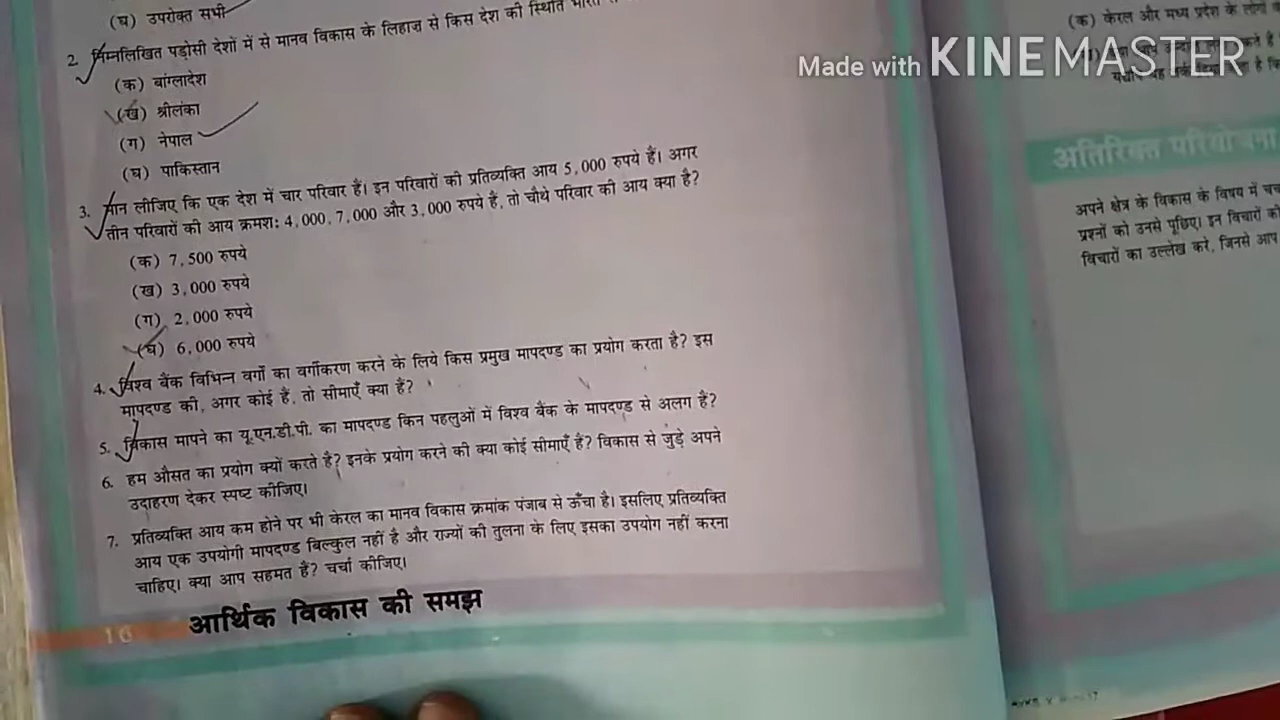 (घ) उपरोक्त सभी
2. निम्नलिखित पड़ोसी देशों में से मानव विकास के लिहाज़ से किस देश की स्थिति भारत से
(क) बांग्लादेश
(ख) श्रीलंका
(ग) नेपाल
(घ) पाकिस्तान
3. मान लीजिए कि एक देश में चार परिवार हैं। इन परिवारों की प्रतिव्यक्ति आय 5,000 रुपये हैं। अगर
तीन परिवारों की आय क्रमशः 4,000, 7,000 और 3,000 रुपये हैं, तो चौथे परिवार की आय क्या है?
(क) 7,500 रुपये
(ख) 3,000 रुपये
(ग) 2,000 रुपये
(घ) 6,000 रुपये
4. विश्व बैंक विभिन्न वर्गों का वर्गीकरण करने के लिये किस प्रमुख मापदण्ड का प्रयोग करता है? इस
मापदण्ड की, अगर कोई हैं, तो सीमाएँ क्या हैं?
5. विकास मापने का यू.एन.डी.पी. का मापदण्ड किन पहलुओं में विश्व बैंक के मापदण्ड से अलग है?
6. हम औसत का प्रयोग क्यों करते हैं? इनके प्रयोग करने की क्या कोई सीमाएँ हैं? विकास से जुड़े अपने
उदाहरण देकर स्पष्ट कीजिए।
7. प्रतिव्यक्ति आय कम होने पर भी केरल का मानव विकास क्रमांक पंजाब से ऊँचा है। इसलिए प्रतिव्यक्ति
आय एक उपयोगी मापदण्ड बिल्कुल नहीं है और राज्यों की तुलना के लिए इसका उपयोग नहीं करना
चाहिए। क्या आप सहमत हैं? चर्चा कीजिए।
16 आर्थिक विकास की समझ
(क) केरल और मध्य प्रदेश के लोगों
Made with KINEMASTER
अतिरिक्त परियोजना
अपने क्षेत्र के विकास के विषय में
प्रश्नों को उनसे पूछिए। इन विचारों को
विचारों का उल्लेख करे, जिनसे आप